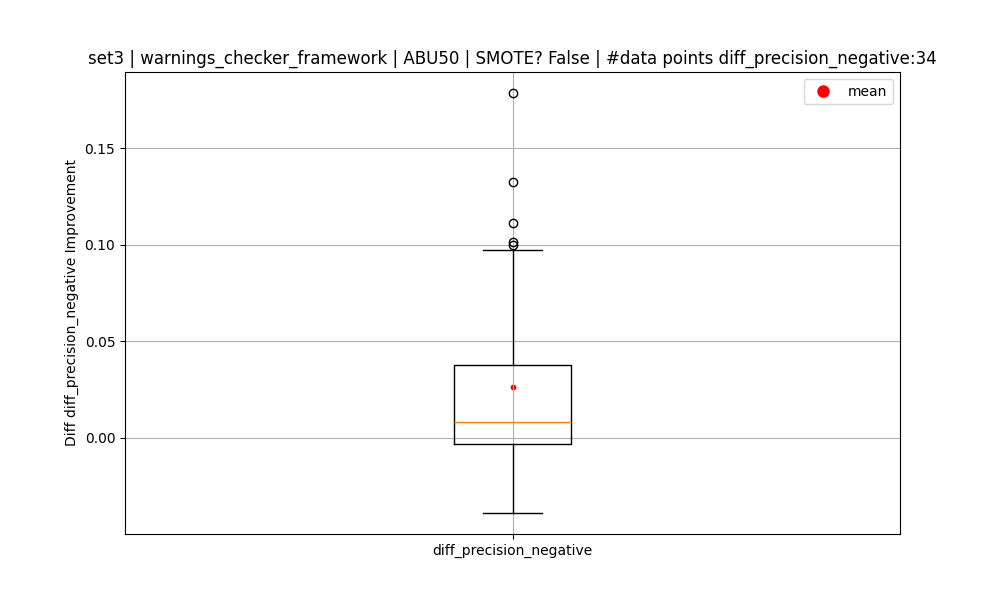 set3 | warnings_checker_framework | ABU50 | SMOTE? False | #data points diff_precision_negative:34
mean
0.15
0.10
0.05
0.00
Diff diff_precision_negative Improvement
diff_precision_negative